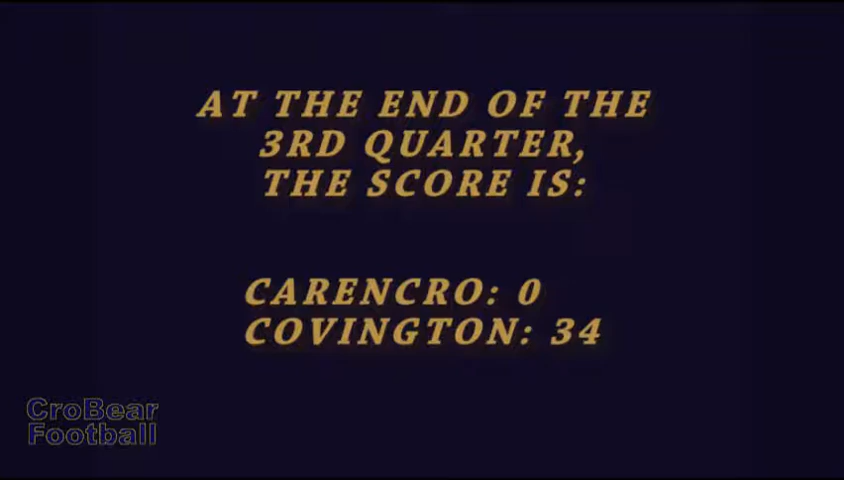 AT THE END OF THE
3RD QUARTER,
THE SCORE IS:
CARENCRO: 0
COVINGTON: 34
CroBear
Football